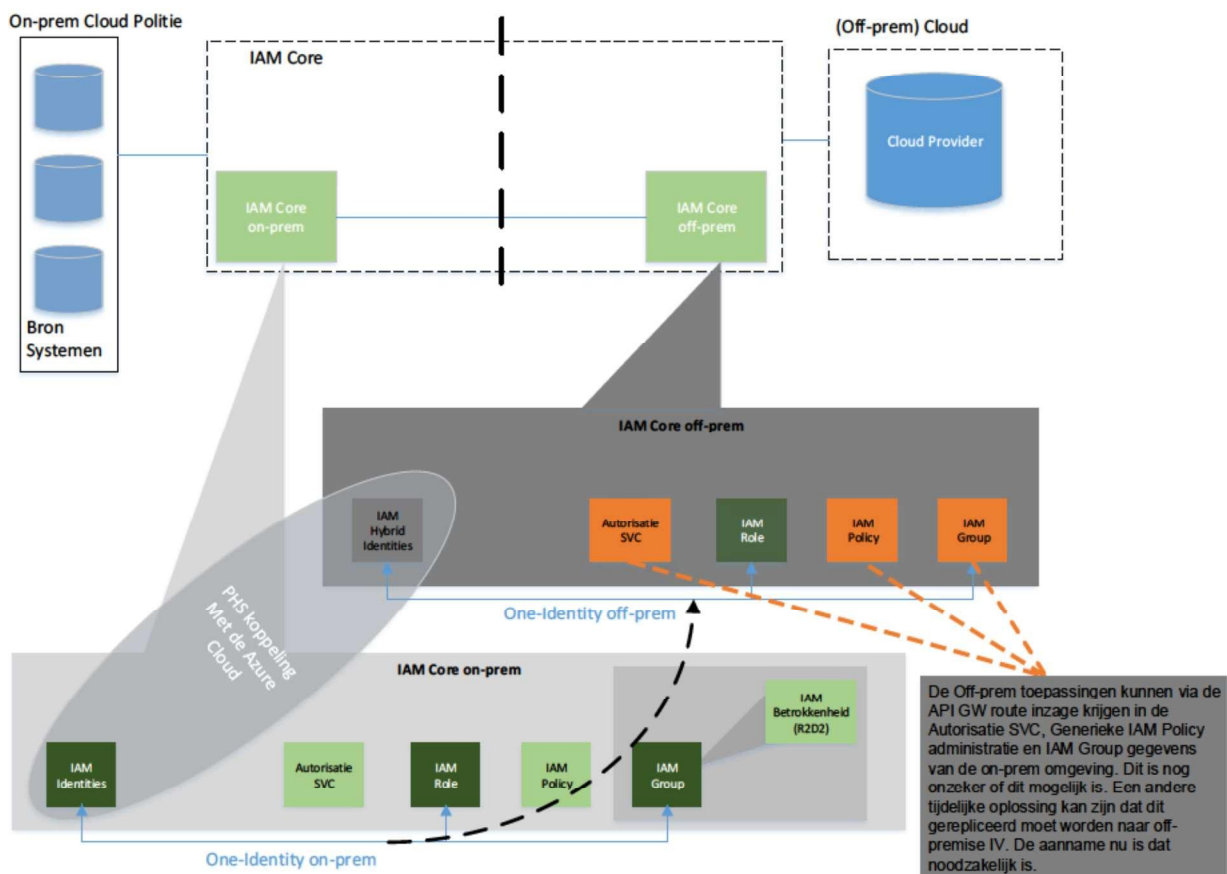 On-prem Cloud Politie
IAM Core
(Off-prem) Cloud
Cloud Provider
IAM Core
on-prem
IAM Core
off-prem
Bron
Systemen
IAM Core off-prem
IAM
Hybrid
Identities
Autorisatie
SVC
IAM
Role
IAM
Policy
IAM
Group
One-Identity off-prem
PHS koppeling
Met de Azure
Cloud
IAM Core on-prem
IAM
Betrokkenheid
(R2D2)
IAM
Identities
Autorisatie
SVC
IAM
Role
IAM
Policy
IAM
Group
One-Identity on-prem
De Off-prem toepassingen kunnen via de
API GW route inzage krijgen in de
Autorisatie SVC, Generieke IAM Policy
administratie en IAM Group gegevens
van de on-prem omgeving. Dit is nog
onzeker of dit mogelijk is. Een andere
tijdelijke oplossing kan zijn dat dit
gerepliceerd moet worden naar off-
premise IV. De aanname nu is dat
noodzakelijk is.